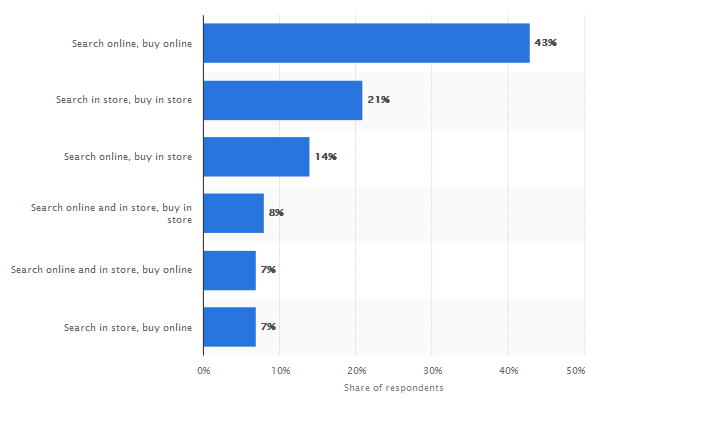 Search online, buy online
43%
Search in store, buy in store
21%
Search online, buy in store
14%
Search online and in store, buy in
store
8%
Search online and in store, buy online
7%
Search in store, buy online
7%
0%
10%
20%
30%
40%
50%
Share of respondents